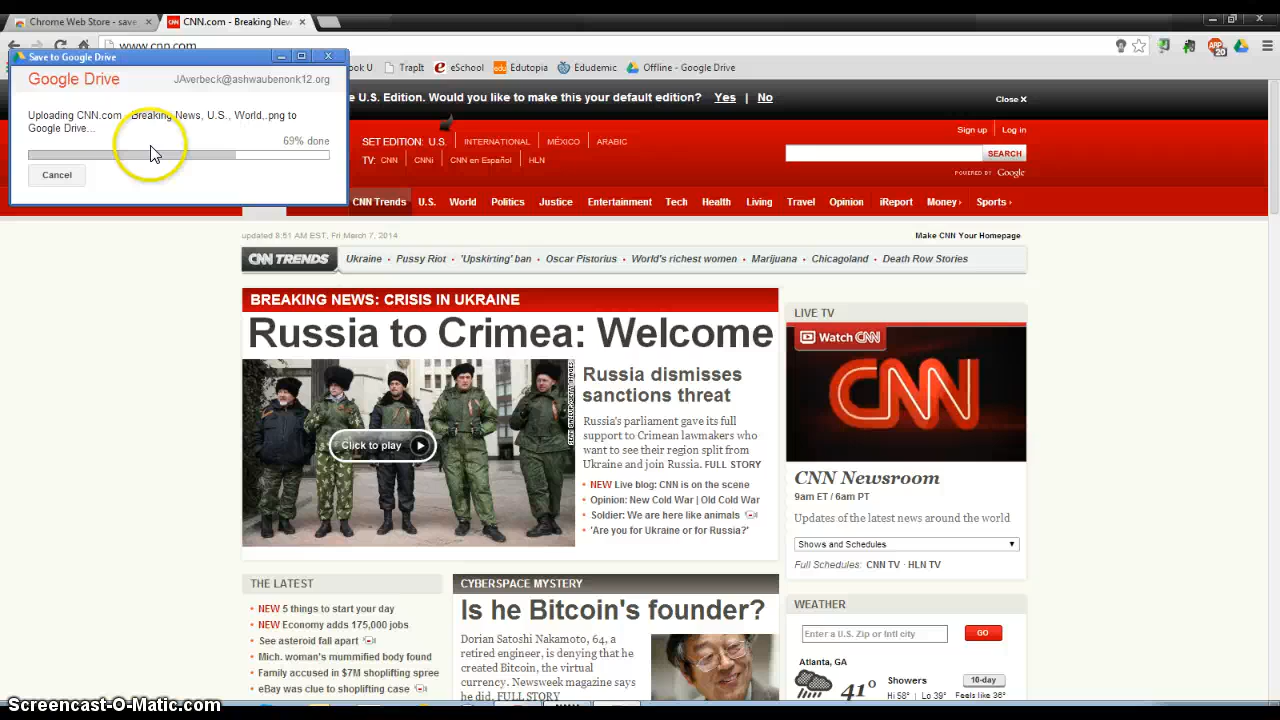 Chrome Web Store - save
CNN.com - Breaking New
www.cnn.com
Save to Google Drive
Google Drive
JAverbeck@ashwaubenonk12.org
Uploading CNN.com - Breaking News, U.S., World,.png to
Google Drive...
69% done
Cancel
TrapIt
eSchool
Edutopia
Edudemic
Offline - Google Drive
U.S. Edition. Would you like to make this your default edition? Yes | No
Close
SET EDITION: U.S. INTERNATIONAL MÉXICO ARABIC
TV: CNN CNNi CNN en Español HLN
Sign up Log in
SEARCH
POWERED BY Google
CNN Trends U.S. World Politics Justice Entertainment Tech Health Living Travel Opinion iReport Money Sports
updated 8:51 AM EST, Fri March 7, 2014
Make CNN Your Homepage
CNN TRENDS
Ukraine • Pussy Riot • 'Upskirting' ban • Oscar Pistorius • World's richest women • Marijuana • Chicagoland • Death Row Stories
BREAKING NEWS: CRISIS IN UKRAINE
Russia to Crimea: Welcome
Click to play
Russia dismisses
sanctions threat
Russia's parliament gave its full
support to Crimean lawmakers who
want to see their region split from
Ukraine and join Russia. FULL STORY
NEW Live blog: CNN is on the scene
Opinion: New Cold War | Old Cold War
Soldier: We are here like animals
'Are you for Ukraine or for Russia?'
LIVE TV
Watch CNN
CNN
CNN Newsroom
9am ET / 6am PT
Updates of the latest news around the world
Shows and Schedules
Full Schedules: CNN TV · HLN TV
THE LATEST
NEW 5 things to start your day
NEW Economy adds 175,000 jobs
See asteroid fall apart
Mich. woman's mummified body found
Family accused in $7M shoplifting spree
eBay was clue to shoplifting case
CYBERSPACE MYSTERY
Is he Bitcoin's founder?
Dorian Satoshi Nakamoto, 64, a
retired engineer, is denying that he
created Bitcoin, the virtual
currency. Newsweek magazine says
he did. FULL STORY
WEATHER
Enter a U.S. Zip or Intl city
GO
Atlanta, GA
41°
Showers
10-day
Hi 58° Lo 39° Feels like 36°
Screencast-O-Matic.com